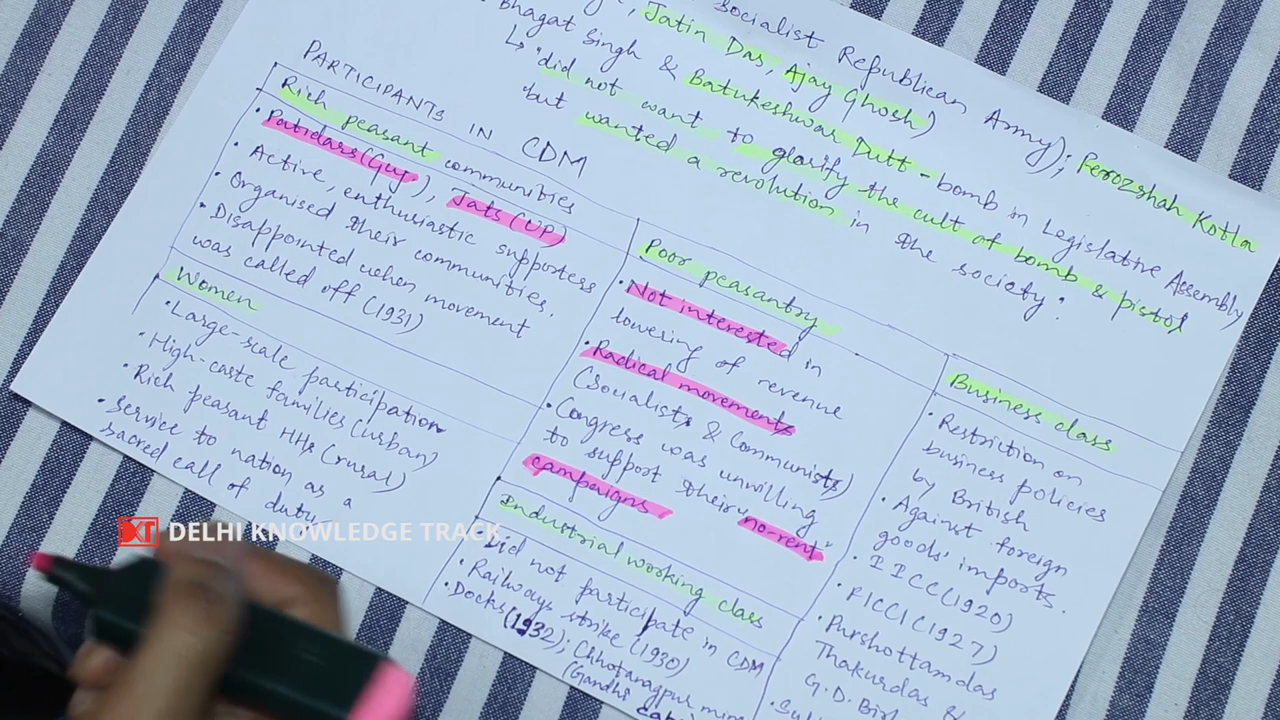 Socialist Republican Army); Ferozshah Kotla
Jatin Das, Ajay Ghosh)
Bhagat Singh & Batukeshwar Dutt - bomb in Legislative Assembly
↳ "did not want to glorify the cult of bomb & pistol
"but wanted a revolution in the society."
PARTICIPANTS IN CDM
Rich peasant communities
• Patidars (Guj), Jats (UP)
• Active, enthusiastic supporters
• Organised their communities.
• Disappointed when movement
was called off (1931)
Women
• Large-scale participation
• High-caste families (urban)
• Rich peasant HHs (rural)
• Service to nation as a
sacred call of duty
Poor peasantry
• Not interested in
lowering of revenue
• Radical movements
(Socialists & Communists)
• Congress was unwilling
to support their "no-rent"
campaigns
Industrial working class
• Did not participate in CDM
• Railways strike (1930)
• Docks (1932); Chhotanagpur
(Gandhi
Business class
• Restriction on
business policies
by British
• Against foreign
goods' imports.
• IICC (1920)
• FICCI (1927)
• Purshottamdas
Thakurdas &
G.D.
DELHI KNOWLEDGE TRACK